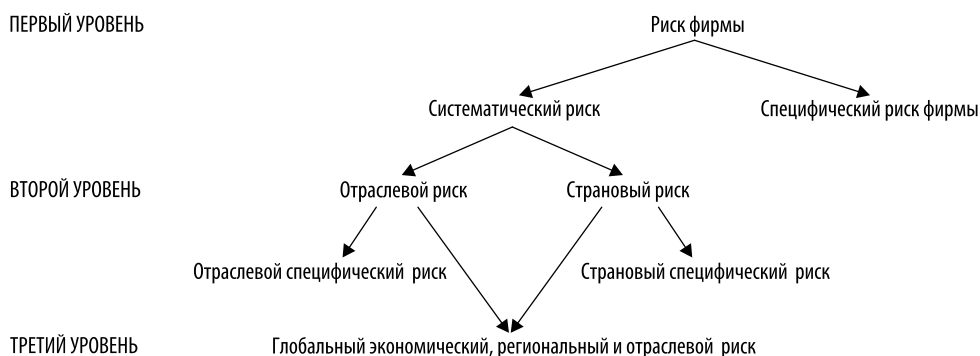 ПЕРВЫЙ УРОВЕНЬ
Риск фирмы
Систематический риск
Специфический риск фирмы
ВТОРОЙ УРОВЕНЬ
Отраслевой риск
Страновый риск
Отраслевой специфический риск
Страновый специфический риск
ТРЕТИЙ УРОВЕНЬ
Глобальный экономический, региональный и отраслевой риск